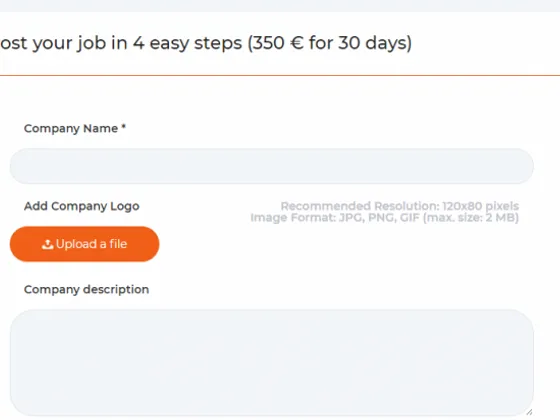 ost your job in 4 easy steps (350 € for 30 days)
Company Name *
Add Company Logo
Recommended Resolution: 120x80 pixels
Image Format: JPG, PNG, GIF (max. size: 2 MB)
Upload a file
Company description